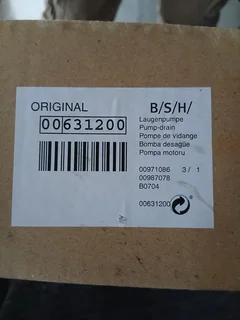 ORIGINAL
00631200
B/S/H/
Laugenpumpe
Pump-drain
Pompe de vidange
Bomba desagüe
Pompa motoru
00971086 3/ 1
00987078
B0704
00631200